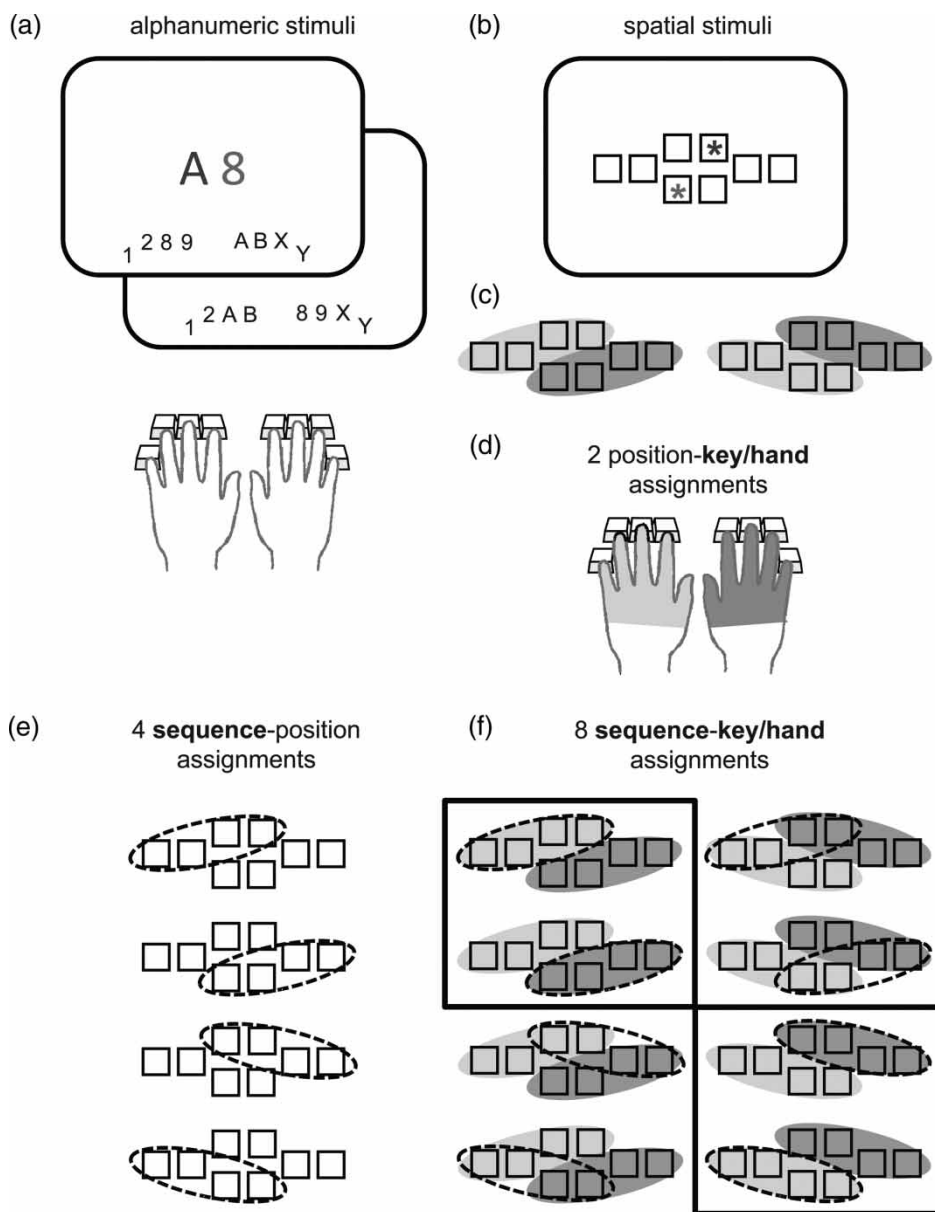 (a) alphanumeric stimuli
A 8
1 2 8 9 A B X Y
1 2 A B 8 9 X Y
(b) spatial stimuli
* 
*
(c)
(d) 2 position-key/hand
assignments
(e) 4 sequence-position
assignments
(f) 8 sequence-key/hand
assignments